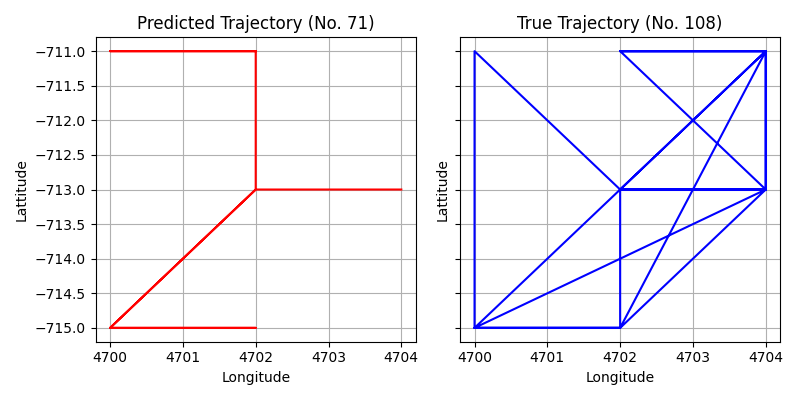 Predicted Trajectory (No. 71)
−711.0
−711.5
−712.0
−712.5
−713.0
−713.5
−714.0
−714.5
−715.0
Lattitude
4700 4701 4702 4703 4704
Longitude
True Trajectory (No. 108)
Lattitude
4700 4701 4702 4703 4704
Longitude